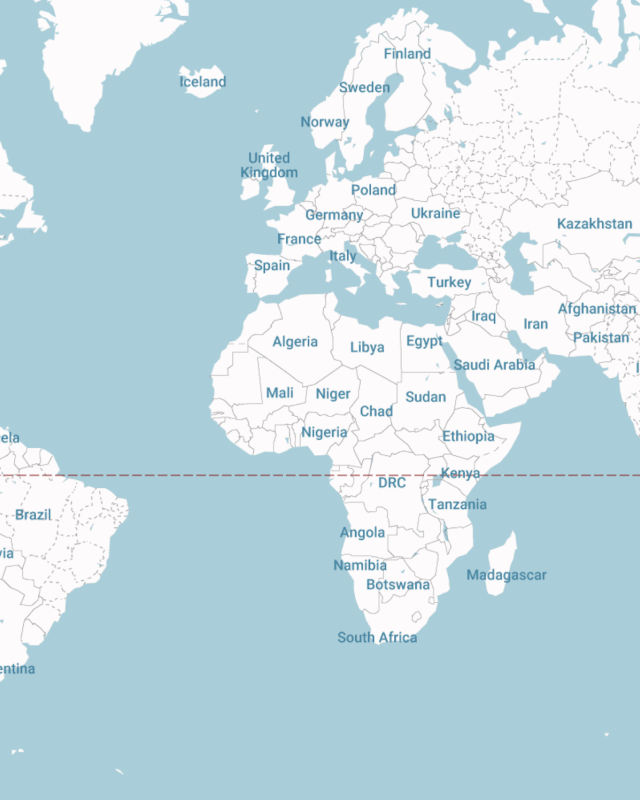 Finland
Iceland
Sweden
Norway
United
Kingdom
Poland
Germany
Ukraine
Kazakhstan
France
Italy
Spain
Turkey
Afghanistan
Iraq
Iran
Pakistan
Algeria
Libya
Egypt
Saudi Arabia
I
Mali
Niger
Sudan
Chad
Nigeria
Ethiopia
ela
Kenya
DRC
Tanzania
Brazil
Angola
via
Namibia
Botswana
Madagascar
South Africa
entina